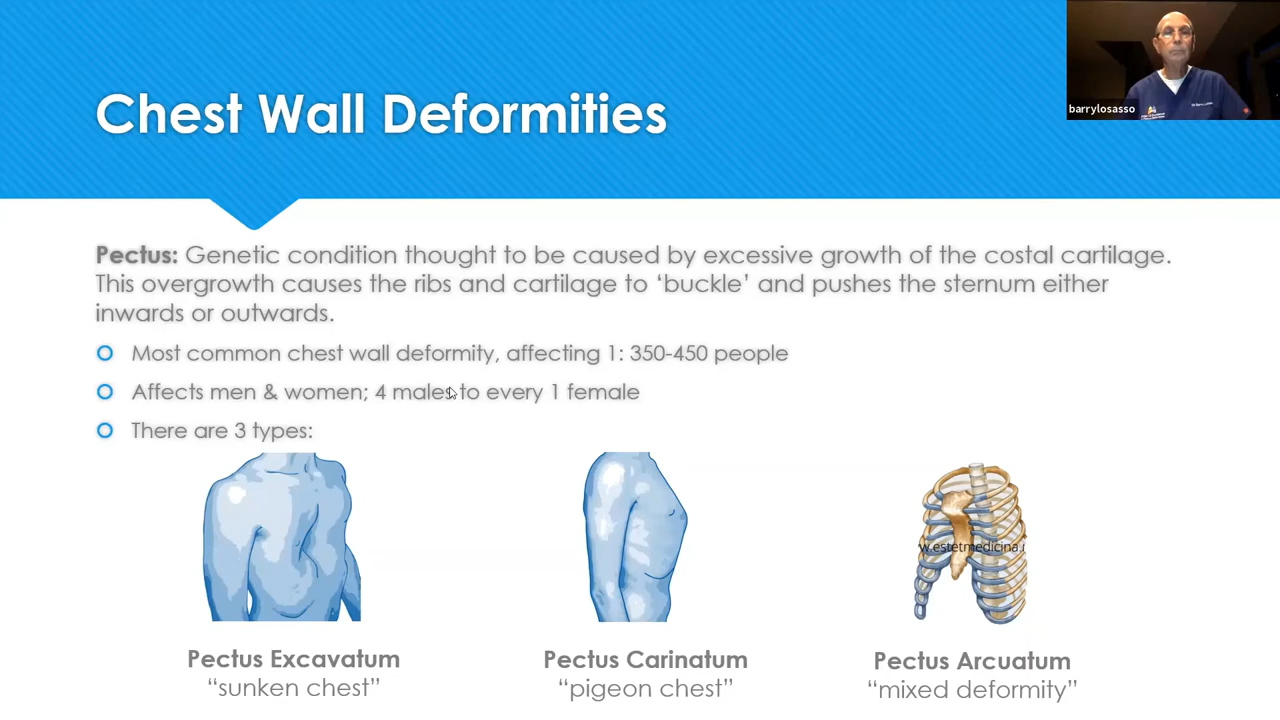 barrylosasso
Chest Wall Deformities
Pectus: Genetic condition thought to be caused by excessive growth of the costal cartilage.
This overgrowth causes the ribs and cartilage to ‘buckle’ and pushes the sternum either
inwards or outwards.
Most common chest wall deformity, affecting 1: 350-450 people
Affects men & women; 4 males to every 1 female
There are 3 types:
w.estetmedicina.r
Pectus Excavatum
“sunken chest”
Pectus Carinatum
“pigeon chest”
Pectus Arcuatum
“mixed deformity”